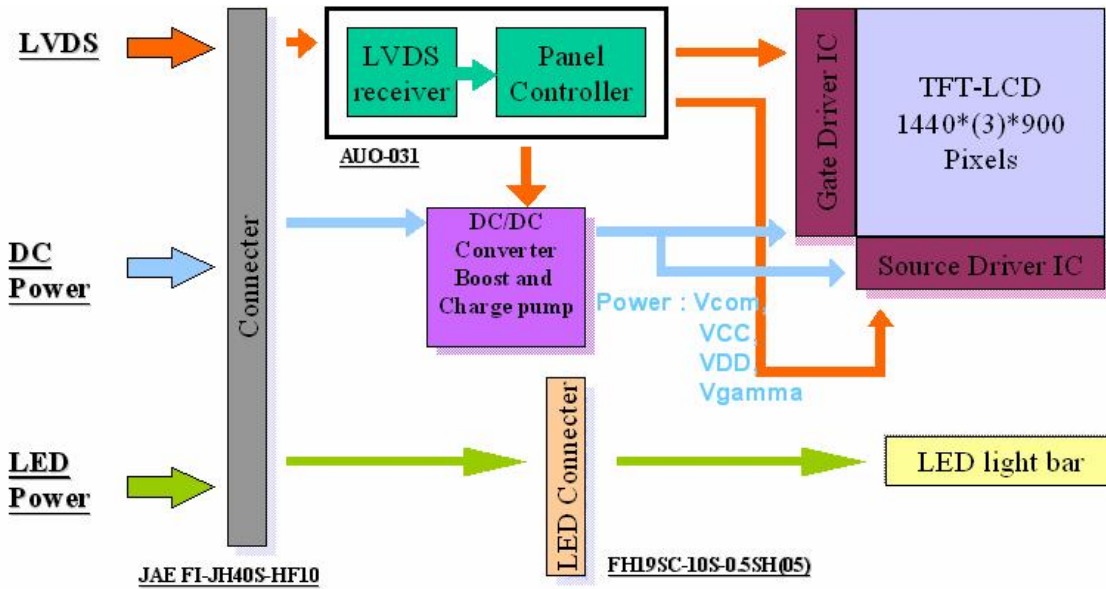 LVDS
LVDS
receiver
Panel
Controller
AUO-031
Gate Driver IC
TFT-LCD
1440*(3)*900
Pixels
Source Driver IC
DC
Power
Connecter
DC/DC
Converter
Boost and
Charge pump
Power : Vcom,
VCC,
VDD,
Vgamma
LED
Power
LED Connecter
LED light bar
JAE FI-JH40S-HF10
FH19SC-10S-0.5SH(05)